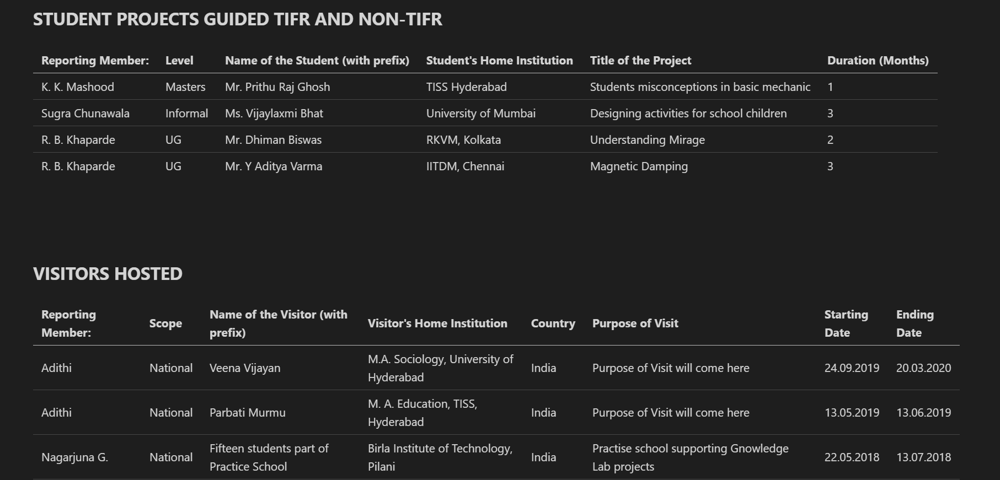 STUDENT PROJECTS GUIDED TIFR AND NON-TIFR
Reporting Member: Level Name of the Student (with prefix) Student's Home Institution Title of the Project Duration (Months)
K. K. Mashood Masters Mr. Prithu Raj Ghosh TISS Hyderabad Students misconceptions in basic mechanic 1
Sugra Chunawala Informal Ms. Vijaylaxmi Bhat University of Mumbai Designing activities for school children 3
R. B. Khaparde UG Mr. Dhiman Biswas RKVM, Kolkata Understanding Mirage 2
R. B. Khaparde UG Mr. Y Aditya Varma IITDM, Chennai Magnetic Damping 3
VISITORS HOSTED
Reporting Member: Scope Name of the Visitor (with prefix) Visitor's Home Institution Country Purpose of Visit Starting Date Ending Date
Adithi National Veena Vijayan M.A. Sociology, University of Hyderabad India Purpose of Visit will come here 24.09.2019 20.03.2020
Adithi National Parbati Murmu M. A. Education, TISS, Hyderabad India Purpose of Visit will come here 13.05.2019 13.06.2019
Nagarjuna G. National Fifteen students part of Practice School Birla Institute of Technology, Pilani India Practise school supporting Gnowledge Lab projects 22.05.2018 13.07.2018